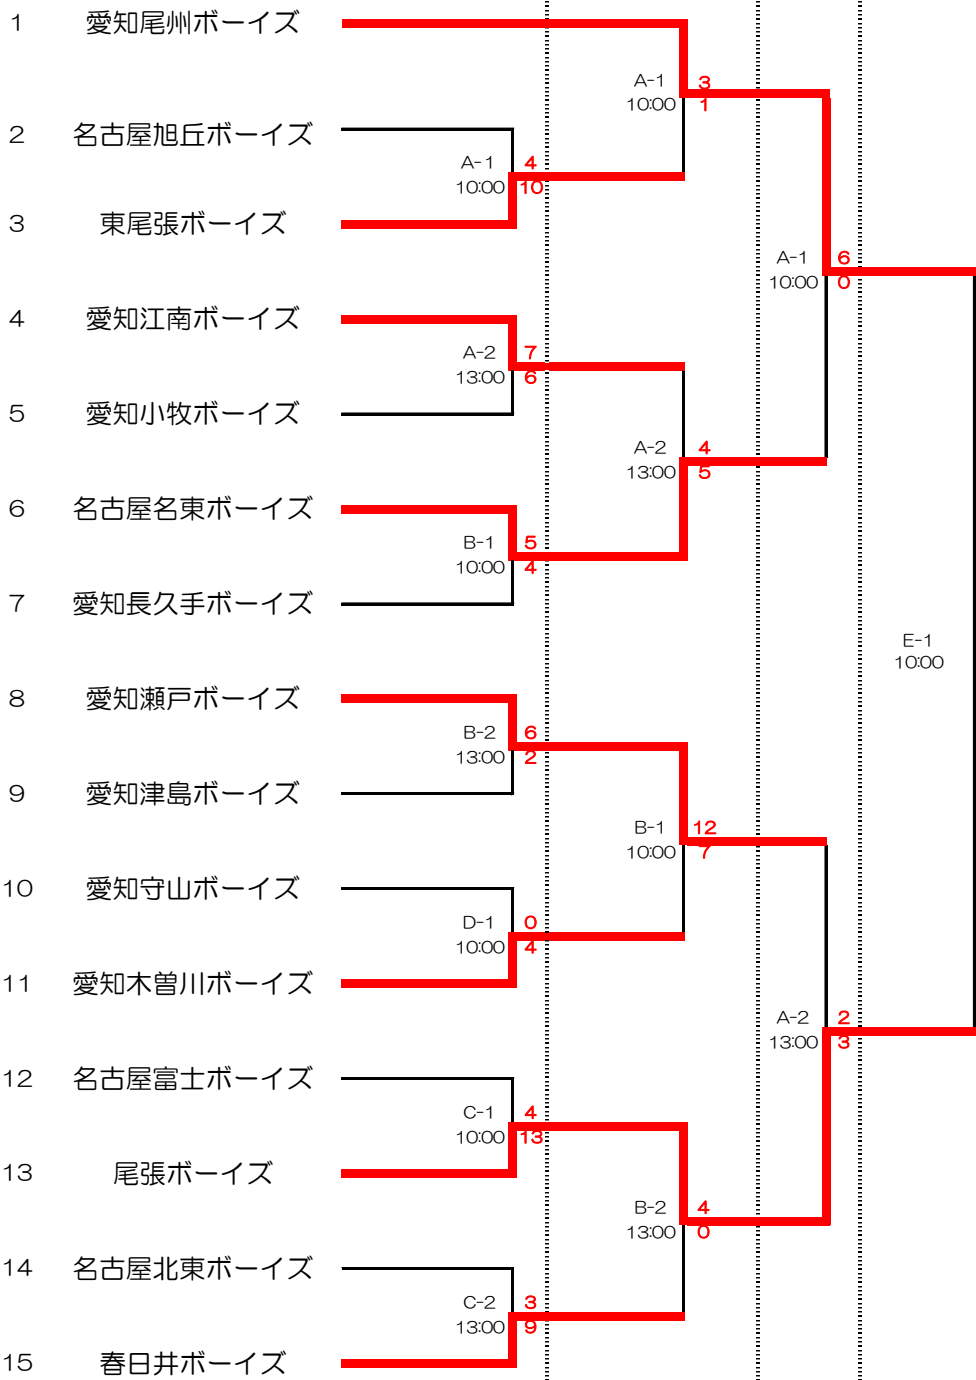 1 愛知尾州ボーイズ
A-1 3
10:00 1
2 名古屋旭丘ボーイズ
A-1 4
10:00 10
3 東尾張ボーイズ
A-1 6
10:00 0
4 愛知江南ボーイズ
A-2 7
13:00 6
5 愛知小牧ボーイズ
A-2 4
13:00 5
6 名古屋名東ボーイズ
B-1 5
10:00 4
7 愛知長久手ボーイズ
E-1
10:00
8 愛知瀬戸ボーイズ
B-2 6
13:00 2
9 愛知津島ボーイズ
B-1 12
10:00 7
10 愛知守山ボーイズ
D-1 0
10:00 4
11 愛知木曽川ボーイズ
A-2 2
13:00 3
12 名古屋富士ボーイズ
C-1 4
10:00 13
13 尾張ボーイズ
B-2 4
13:00 0
14 名古屋北東ボーイズ
C-2 3
13:00 9
15 春日井ボーイズ